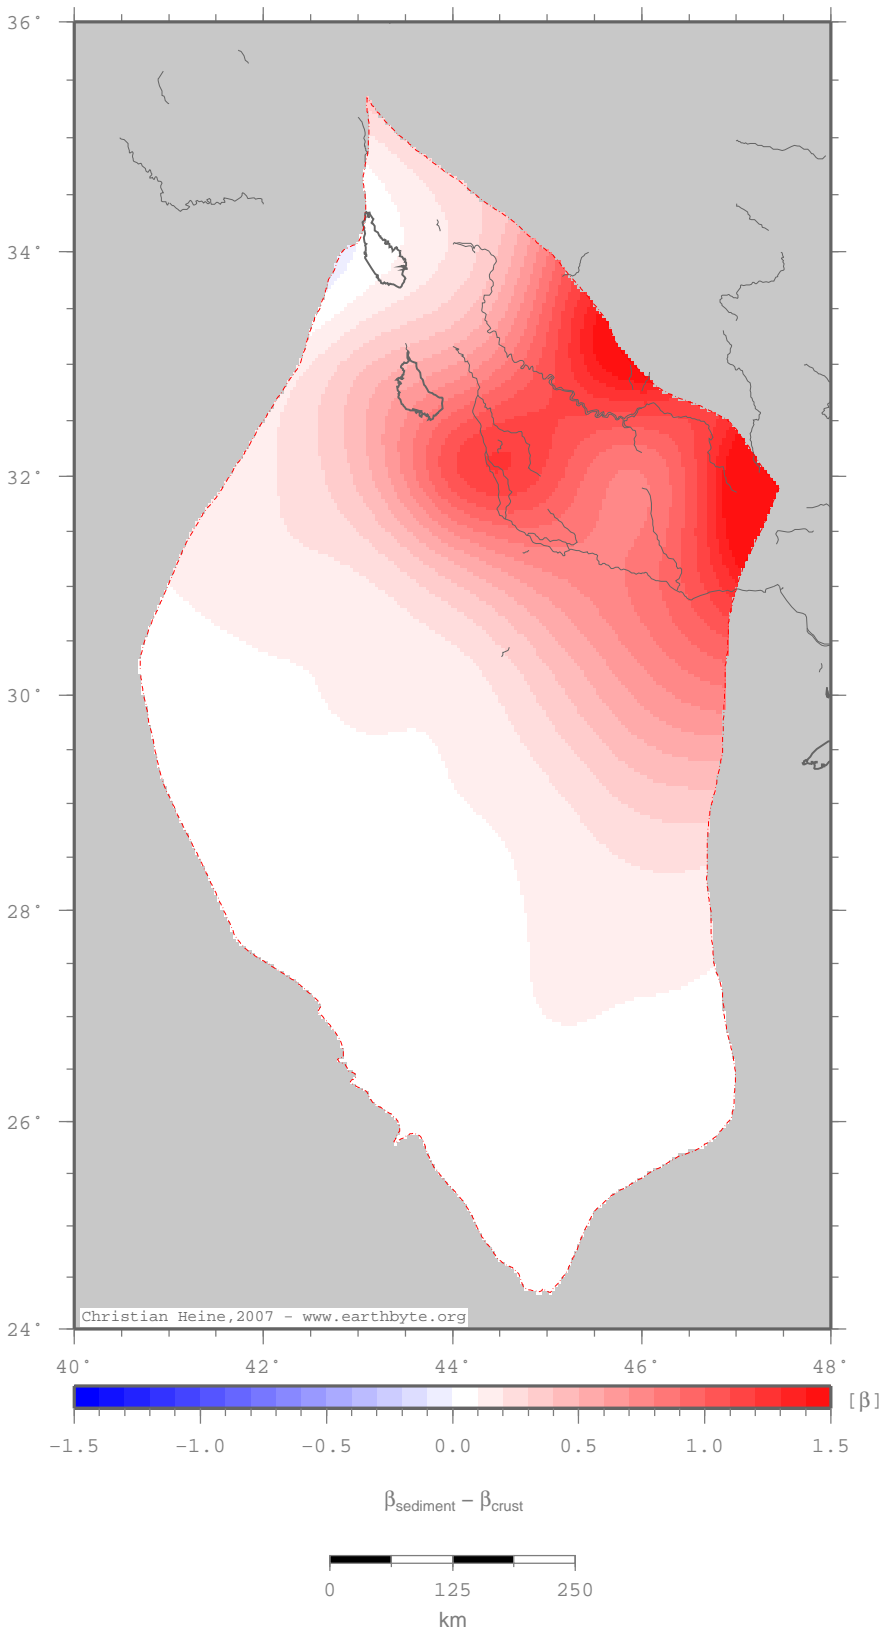 36°
34°
32°
30°
28°
26°
24°
Christian Heine,2007 - www.earthbyte.org
40° 42° 44° 46° 48°
[β]
−1.5 −1.0 −0.5 0.0 0.5 1.0 1.5
βsediment − βcrust
0 125 250
km